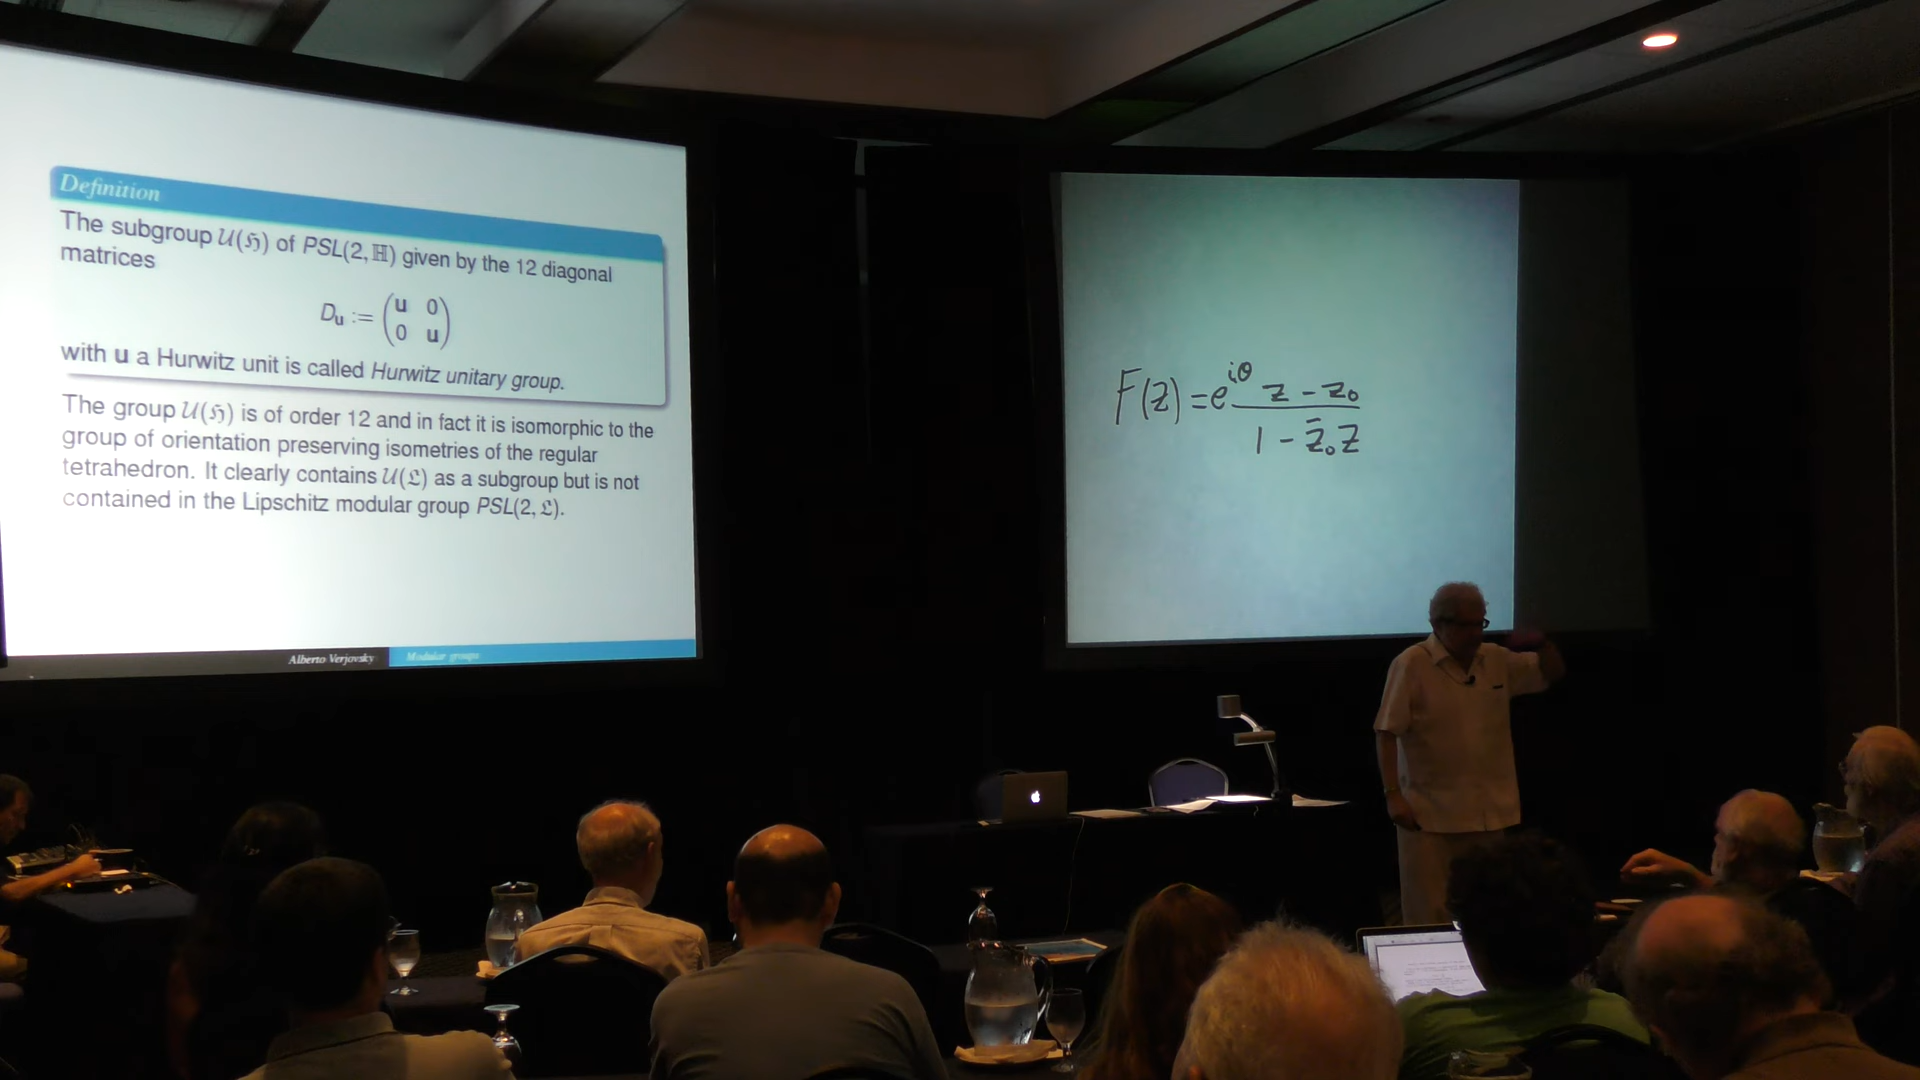 Definition
The subgroup 𝒰(ℌ) of PSL(2, ℍ) given by the 12 diagonal
matrices
D_u := (u 0
0 u)
with u a Hurwitz unit is called Hurwitz unitary group.
The group 𝒰(ℌ) is of order 12 and in fact it is isomorphic to the
group of orientation preserving isometries of the regular
tetrahedron. It clearly contains 𝒰(𝔏) as a subgroup but is not
contained in the Lipschitz modular group PSL(2, 𝔏).
Alberto Verjovsky
Modular groups
F(z) = e^{iθ} (z - z₀)
/ (1 - z̄₀z)